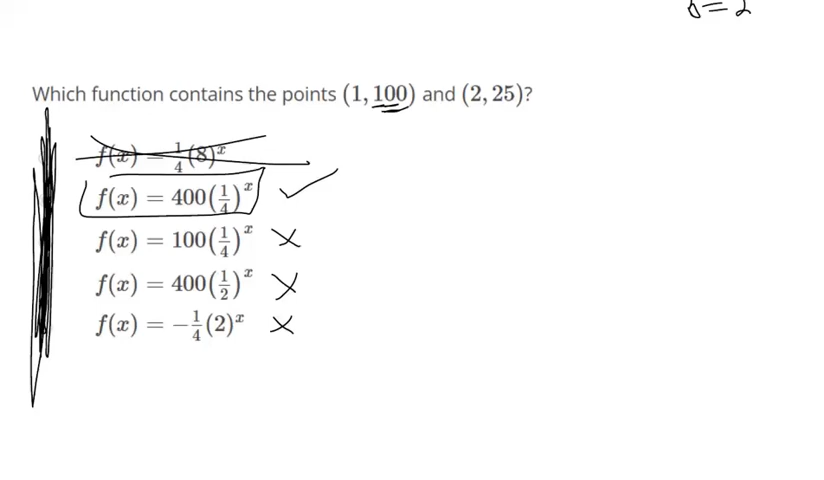 b = 2
Which function contains the points (1, 100) and (2, 25)?
f(x) = 1/4(8)^x
f(x) = 400(1/4)^x ✓
f(x) = 100(1/4)^x ×
f(x) = 400(1/2)^x ×
f(x) = −1/4(2)^x ×